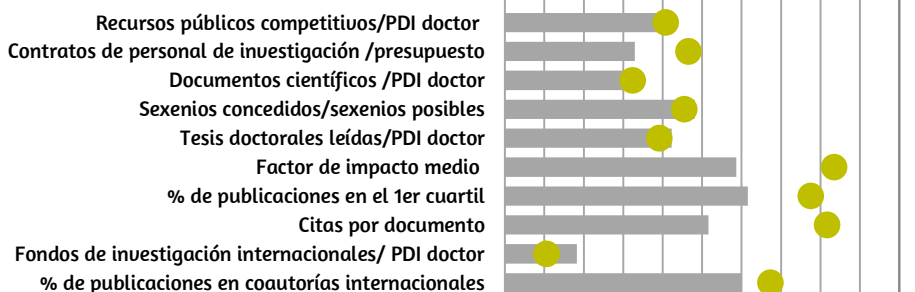 Recursos públicos competitivos/PDI doctor
Contratos de personal de investigación /presupuesto
Documentos científicos /PDI doctor
Sexenios concedidos/sexenios posibles
Tesis doctorales leídas/PDI doctor
Factor de impacto medio
% de publicaciones en el 1er cuartil
Citas por documento
Fondos de investigación internacionales/ PDI doctor
% de publicaciones en coautorías internacionales